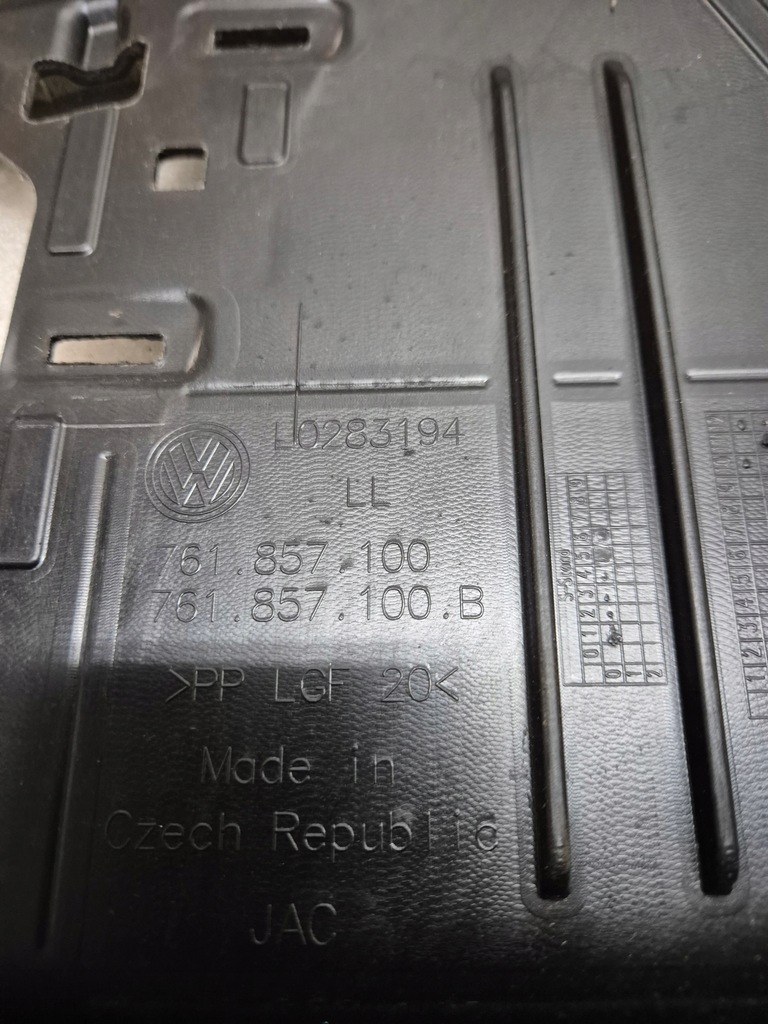 L0283194
LL
761.857.100
761.857.100.B
>PP LGF 20<
Made in
Czech Republic
JAC